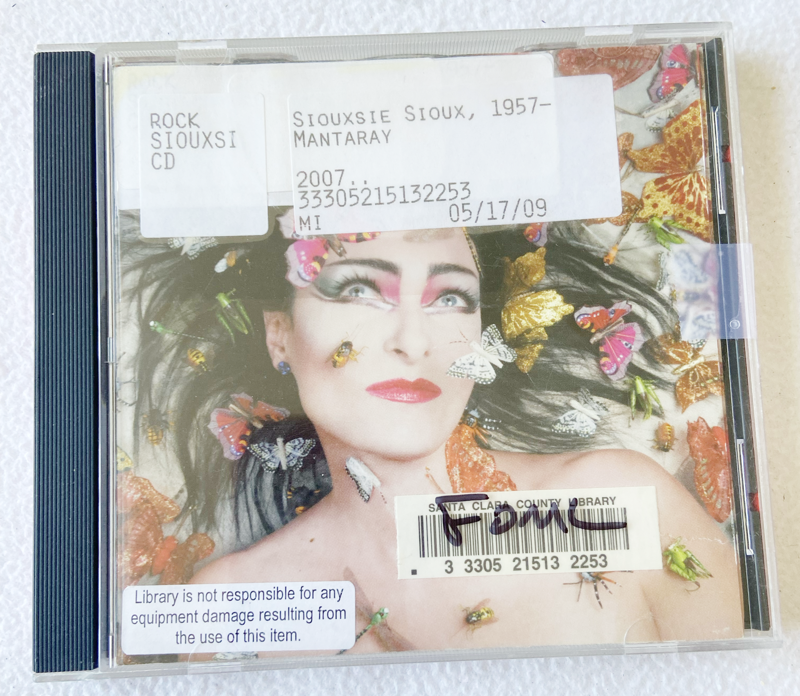 ROCK
SIOUXSI
CD
SIOUXSIE SIOUX, 1957-
MANTARAY
2007..
33305215132253
MI 05/17/09
SANTA CLARA COUNTY LIBRARY
FOML
3 3305 21513 2253
Library is not responsible for any
equipment damage resulting from
the use of this item.